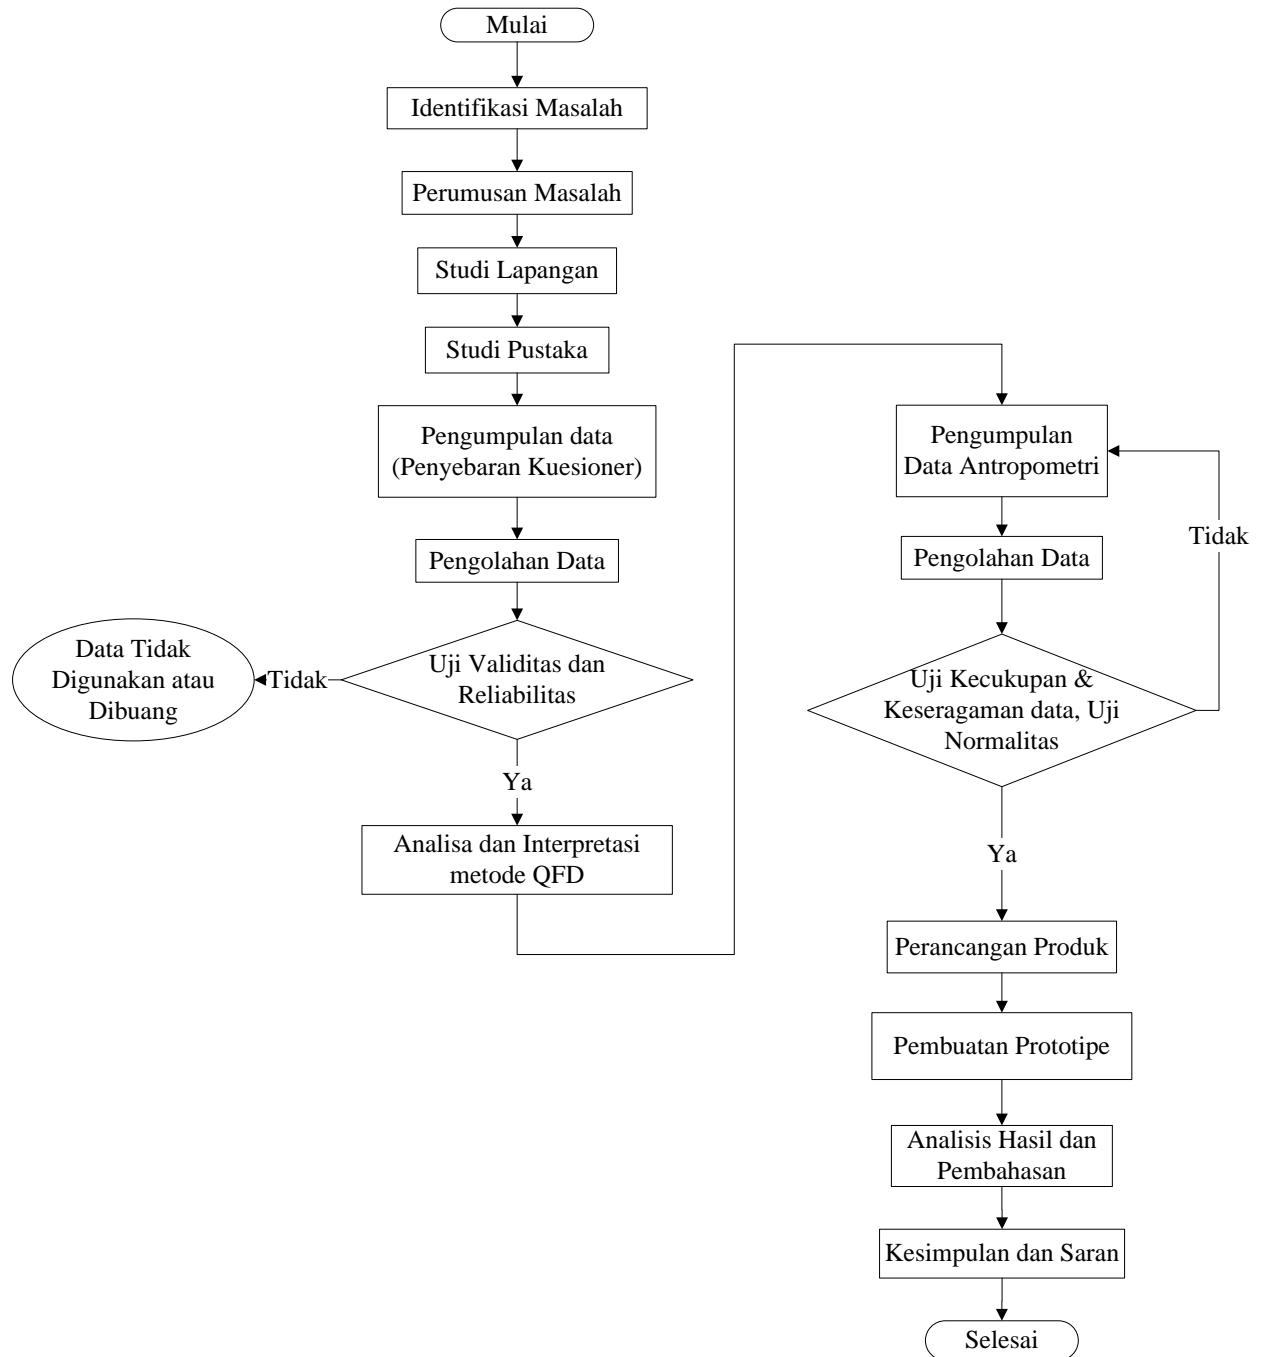 Mulai
Identifikasi Masalah
Perumusan Masalah
Studi Lapangan
Studi Pustaka
Pengumpulan data
(Penyebaran Kuesioner)
Pengolahan Data
Uji Validitas dan
Reliabilitas
Tidak
Data Tidak
Digunakan atau
Dibuang
Ya
Analisa dan Interpretasi
metode QFD
Pengumpulan
Data Antropometri
Pengolahan Data
Uji Kecukupan &
Keseragaman data, Uji
Normalitas
Tidak
Ya
Perancangan Produk
Pembuatan Prototipe
Analisis Hasil dan
Pembahasan
Kesimpulan dan Saran
Selesai